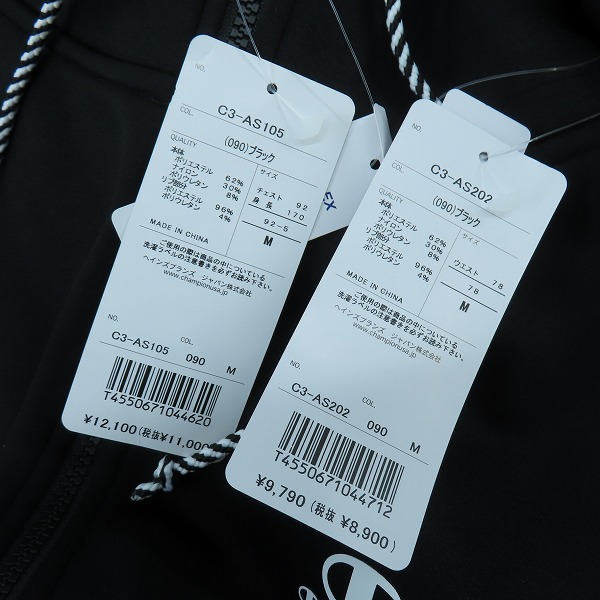 NO.
C3-AS105
COL.
(090)ブラック
QUALITY
本体
ポリエステル 62%
ナイロン 30%
ポリウレタン 8%
リブ部分
ポリエステル 96%
ポリウレタン 4%
サイズ
チェスト 92
身長 170
92-5
M
MADE IN CHINA
ご使用の際は商品の中についている
洗濯ラベルの注意書きを必ずお読み下さい。
ヘインズブランズ ジャパン株式会社
www.championusa.jp
NO. COL.
C3-AS105 090 M
T4550671044620
¥12,100(税抜¥11,000
EX
NO.
C3-AS202
COL.
(090)ブラック
QUALITY
本体
ポリエステル 62%
ナイロン 30%
ポリウレタン 8%
リブ部分
ポリエステル 96%
ポリウレタン 4%
サイズ
ウエスト 78
78
M
MADE IN CHINA
ご使用の際は商品の中についている
洗濯ラベルの注意書きを必ずお読み下さい。
ヘインズブランズ ジャパン株式会社
www.championusa.jp
NO. COL.
C3-AS202 090 M
T4550671044712
¥9,790(税抜 ¥8,900)